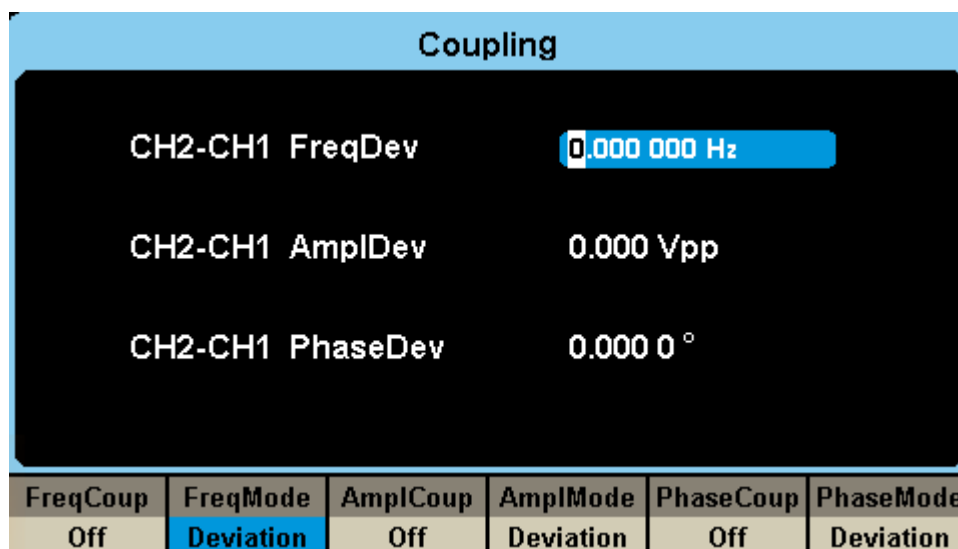 Coupling
CH2-CH1 FreqDev 0.000 000 Hz
CH2-CH1 AmplDev 0.000 Vpp
CH2-CH1 PhaseDev 0.000 0 °
FreqCoup FreqMode AmplCoup AmplMode PhaseCoup PhaseMode
Off Deviation Off Deviation Off Deviation